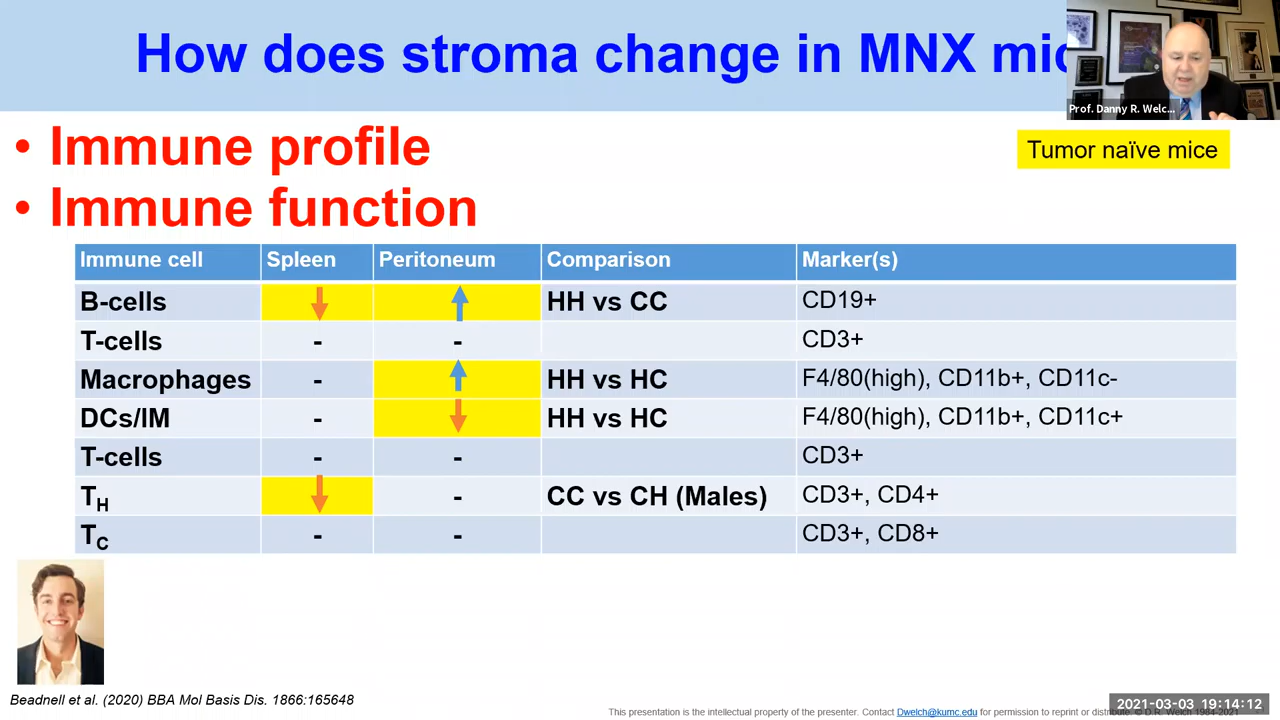 How does stroma change in MNX
Prof. Danny R. Welc...
• Immune profile
Tumor naïve mice
• Immune function
Immune cell Spleen Peritoneum Comparison Marker(s)
B-cells ↓ ↑ HH vs CC CD19+
T-cells - - CD3+
Macrophages - ↑ HH vs HC F4/80(high), CD11b+, CD11c-
DCs/IM - ↓ HH vs HC F4/80(high), CD11b+, CD11c+
T-cells - - CD3+
TH ↓ - CC vs CH (Males) CD3+, CD4+
TC - - CD3+, CD8+
Beadnell et al. (2020) BBA Mol Basis Dis. 1866:165648
2021-03-03 19:14:12
This presentation is the intellectual property of the presenter. Contact Dwelch@kumc.edu for permission to reprint or